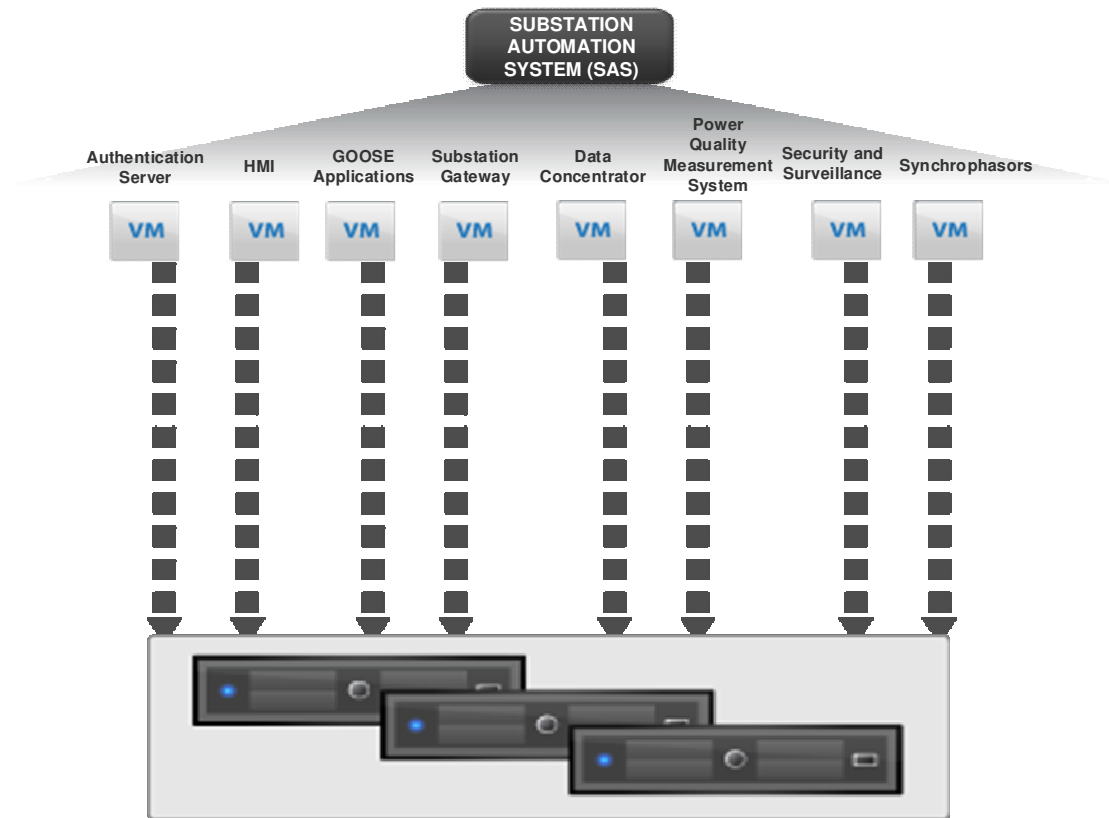 SUBSTATION
AUTOMATION
SYSTEM (SAS)
Authentication
Server
HMI
GOOSE
Applications
Substation
Gateway
Data
Concentrator
Power
Quality
Measurement
System
Security and
Surveillance
Synchrophasors
VM
VM
VM
VM
VM
VM
VM
VM